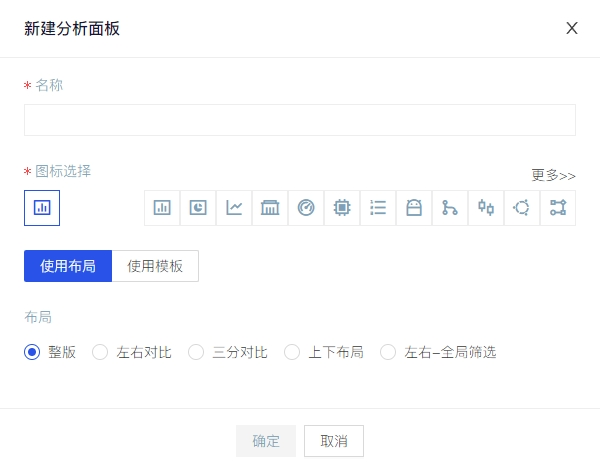 新建分析面板
* 名称
* 图标选择
更多>>
使用布局 使用模板
布局
整版 左右对比 三分对比 上下布局 左右-全局筛选
确定 取消